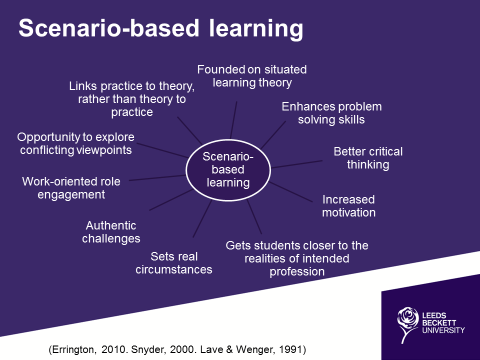 Scenario-based learning
Founded on situated
learning theory
Links practice to theory,
rather than theory to
practice
Enhances problem
solving skills
Opportunity to explore
conflicting viewpoints
Better critical
thinking
Scenario-
based
learning
Work-oriented role
engagement
Increased
motivation
Authentic
challenges
Gets students closer to the
realities of intended
profession
Sets real
circumstances
LEEDS
BECKETT
UNIVERSITY
(Errington, 2010. Snyder, 2000. Lave & Wenger, 1991)